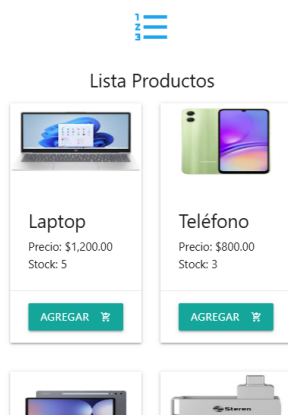 Lista Productos
Laptop
Precio: $1,200.00
Stock: 5
AGREGAR
Teléfono
Precio: $800.00
Stock: 3
AGREGAR
Steren